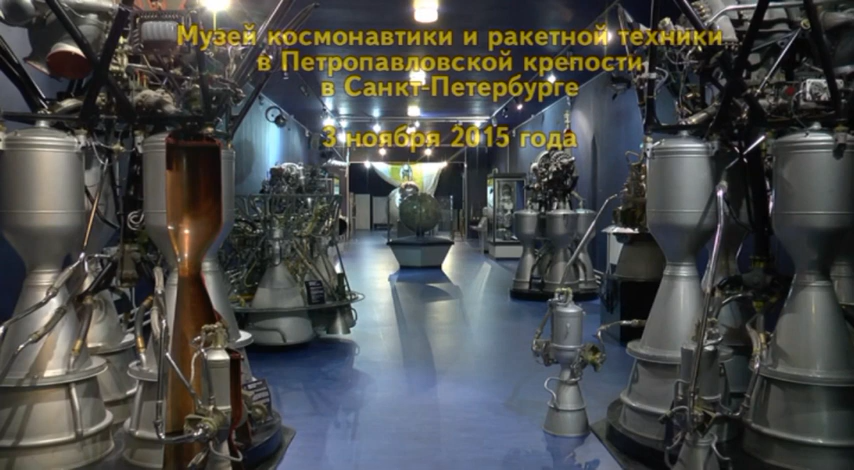 Музей космонавтики и ракетной техники
в Петропавловской крепости
в Санкт-Петербурге
3 ноября 2015 года